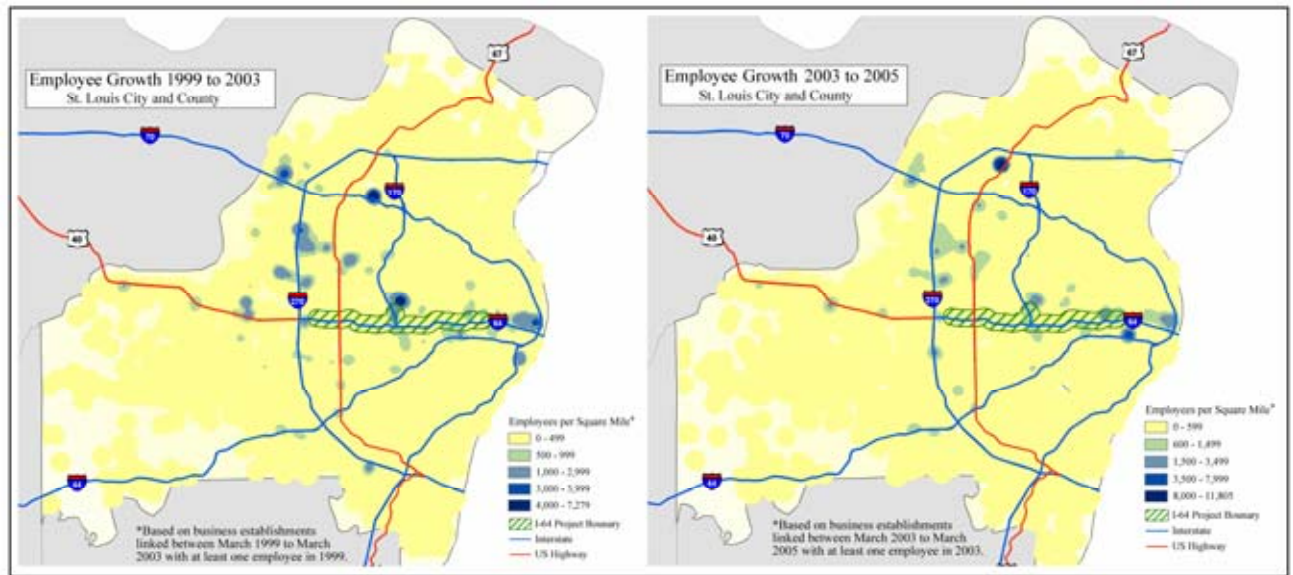 Employee Growth 1999 to 2003
St. Louis City and County
67
70
170
40
270
64
44
Employees per Square Mile*
0 - 499
500 - 999
1,000 - 2,999
3,000 - 3,999
4,000 - 7,279
I-64 Project Bounary
Interstate
US Highway
*Based on business establishments
linked between March 1999 to March
2003 with at least one employee in 1999.
Employee Growth 2003 to 2005
St. Louis City and County
67
70
170
40
270
64
44
Employees per Square Mile*
0 - 599
600 - 1,499
1,500 - 3,499
3,500 - 7,999
8,000 - 11,805
I-64 Project Bounary
Interstate
US Highway
*Based on business establishments
linked between March 2003 to March
2005 with at least one employee in 2003.